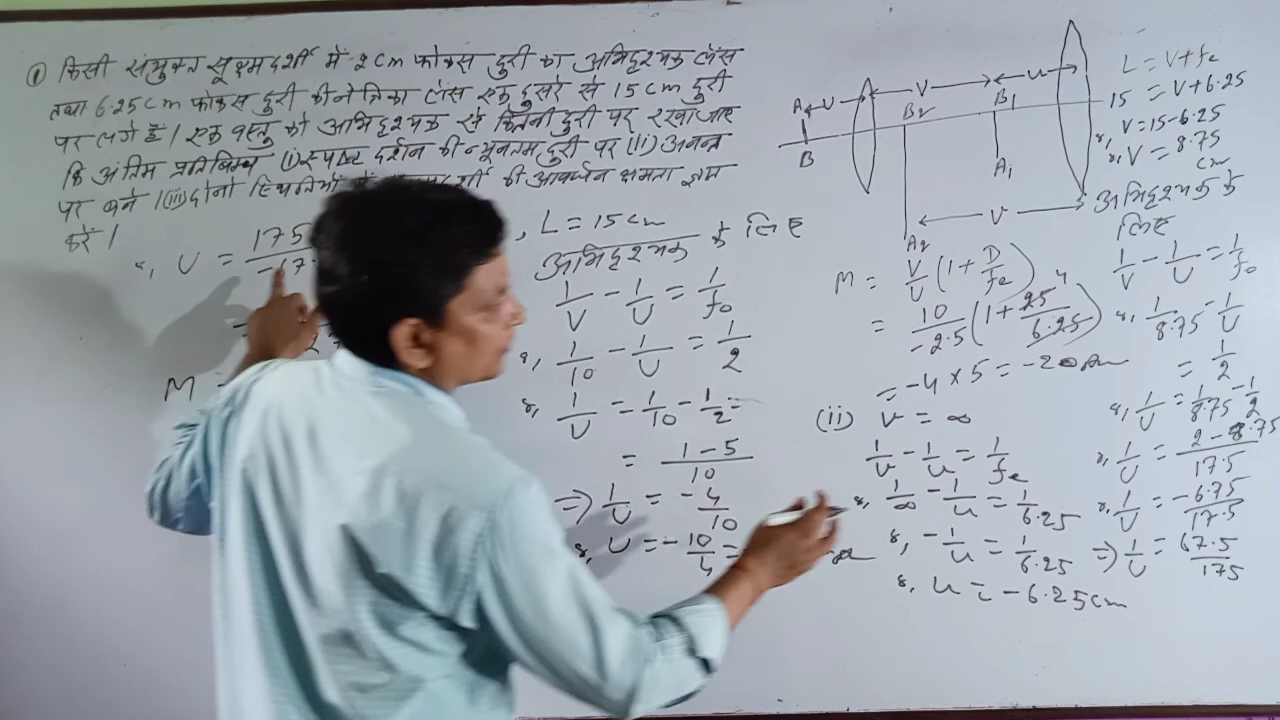 ① किसी संयुक्त सूक्ष्मदर्शी में 2 cm फोकस दुरी का अभिदृश्यक लेंस
तथा 6.25 cm फोकस दुरी की नेत्रिका लेंस एक दुसरे से 15 cm दुरी
पर लगे हैं। एक वस्तु को अभिदृश्यक से कितनी दुरी पर रखा जाए
कि अंतिम प्रतिबिम्ब (i) स्पष्ट दर्शन की न्यूनतम दुरी पर (ii) अनन्त
पर बने। (iii) दोनो स्थितियों की आवर्धन क्षमता ज्ञात
करें।
U = 175
M =
L = 15 cm
अभिदृश्यक के लिए
1/V - 1/U = 1/fo
1/10 - 1/U = 1/2
1/U = 1/10 - 1/2
= 1-5/10
⇒ 1/U = -4/10
U = -10/4 =
A U V B2 B1 u
B A1
V
A2
M = V/U (1 + D/fe)
= 10/-2.5 (1 + 25/6.25) 4
= -4 × 5 = -20
(ii) V = ∞
1/v - 1/u = 1/fe
1/∞ - 1/u = 1/6.25
-1/u = 1/6.25
u = -6.25 cm
L = V + fe
15 = V + 6.25
V = 15 - 6.25
V = 8.75
cm
अभिदृश्यक के
लिए
1/V - 1/U = 1/fo
1/8.75 - 1/U
= 1/2
1/U = 1/8.75 - 1/2
1/U = 2 - 8.75/17.5
1/U = -6.75/17.5
⇒ 1/U = 67.5/175